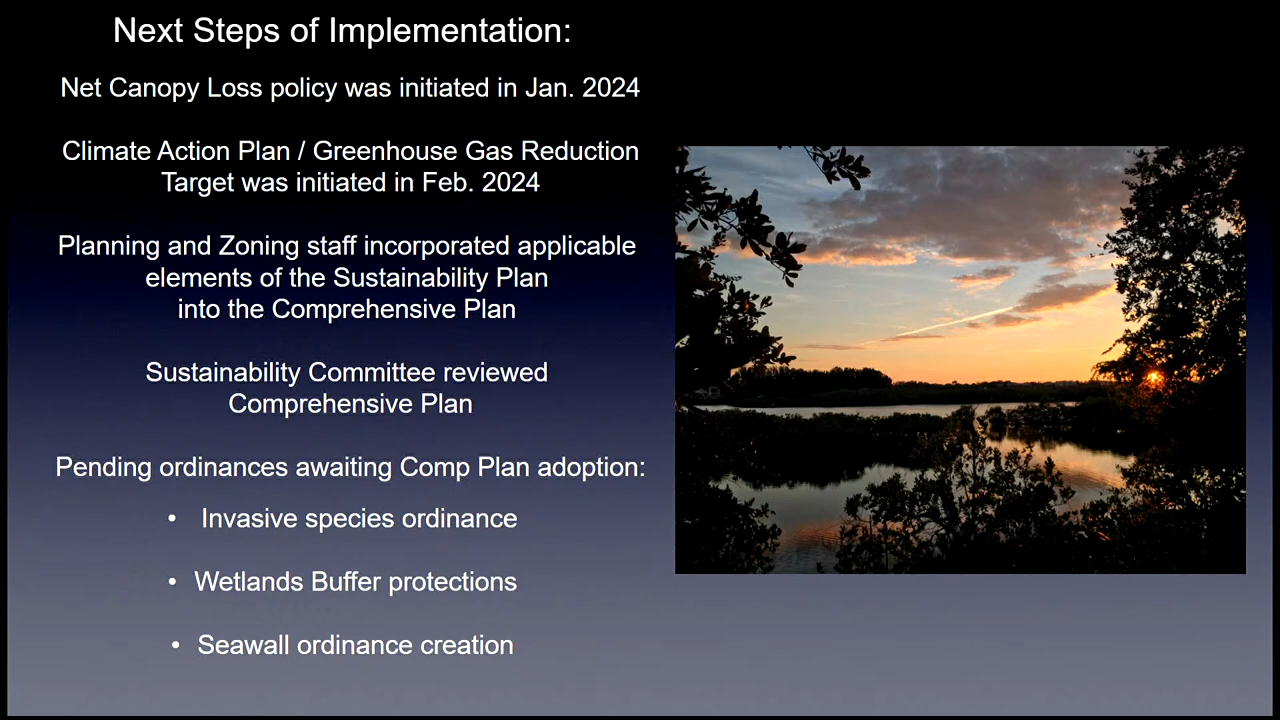 Next Steps of Implementation:
Net Canopy Loss policy was initiated in Jan. 2024
Climate Action Plan / Greenhouse Gas Reduction
Target was initiated in Feb. 2024
Planning and Zoning staff incorporated applicable
elements of the Sustainability Plan
into the Comprehensive Plan
Sustainability Committee reviewed
Comprehensive Plan
Pending ordinances awaiting Comp Plan adoption:
• Invasive species ordinance
• Wetlands Buffer protections
• Seawall ordinance creation